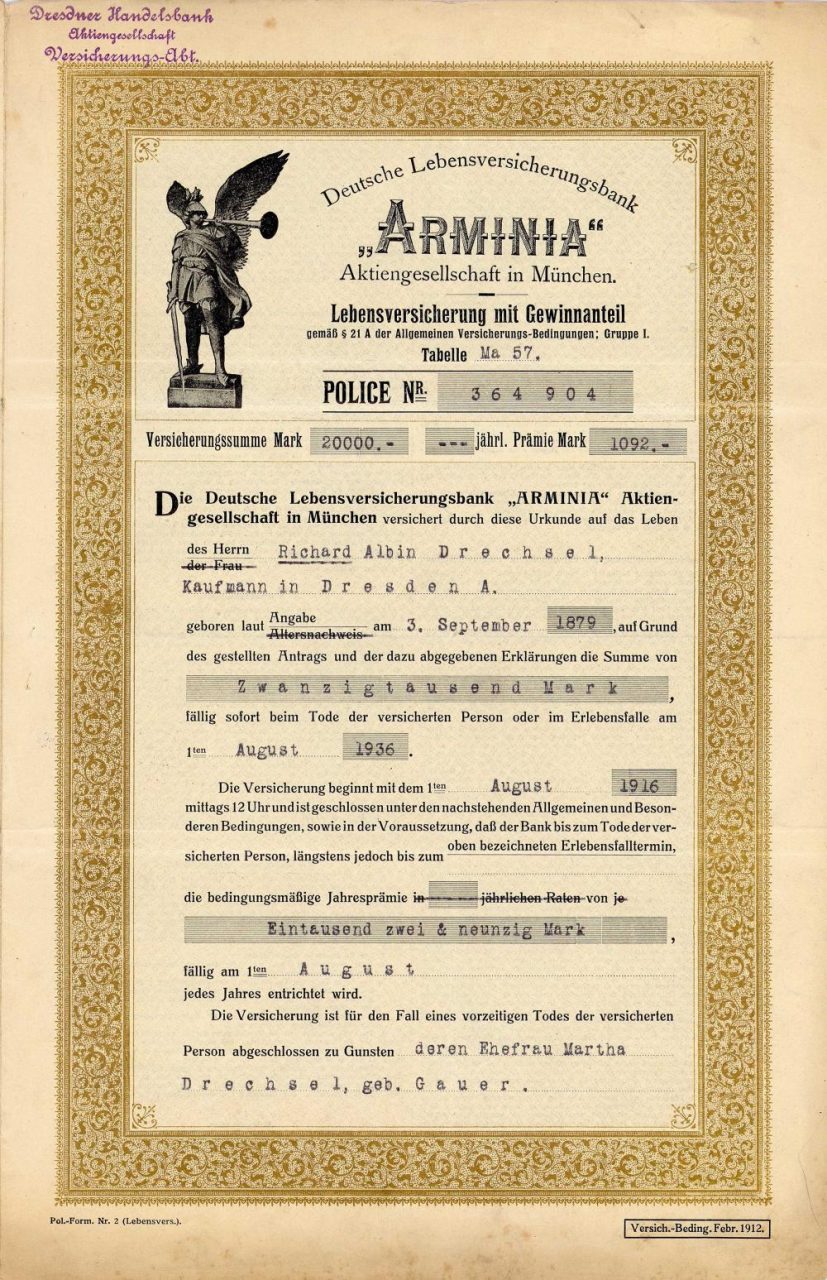 Dresdner Handelsbank
Aktiengesellschaft
Versicherungs-Abt.
Deutsche Lebensversicherungsbank
„ARMINIA“
Aktiengesellschaft in München.
Lebensversicherung mit Gewinnanteil
gemäß § 21 A der Allgemeinen Versicherungs-Bedingungen; Gruppe I.
Tabelle Ma 57.
POLICE NR. 364 904
Versicherungssumme Mark 20000.- --- jährl. Prämie Mark 1092.-
Die Deutsche Lebensversicherungsbank „ARMINIA“ Aktien-
gesellschaft in München versichert durch diese Urkunde auf das Leben
des Herrn Richard Albin Drechsel,
der Frau
Kaufmann in Dresden A.
geboren laut Angabe am 3. September 1879, auf Grund
Altersnachweis
des gestellten Antrags und der dazu abgegebenen Erklärungen die Summe von
Zwanzigtausend Mark,
fällig sofort beim Tode der versicherten Person oder im Erlebensfalle am
1ten August 1936.
Die Versicherung beginnt mit dem 1ten August 1916
mittags 12 Uhr und ist geschlossen unter den nachstehenden Allgemeinen und Beson-
deren Bedingungen, sowie in der Voraussetzung, daß der Bank bis zum Tode der ver-
sicherten Person, längstens jedoch bis zum oben bezeichneten Erlebensfalltermin,
die bedingungsmäßige Jahresprämie in - - - - jährlichen Raten von je
Eintausend zwei & neunzig Mark,
fällig am 1ten August
jedes Jahres entrichtet wird.
Die Versicherung ist für den Fall eines vorzeitigen Todes der versicherten
Person abgeschlossen zu Gunsten deren Ehefrau Martha
Drechsel, geb. Gauer.
Pol.-Form. Nr. 2 (Lebensvers.).
Versich.-Beding. Febr. 1912.